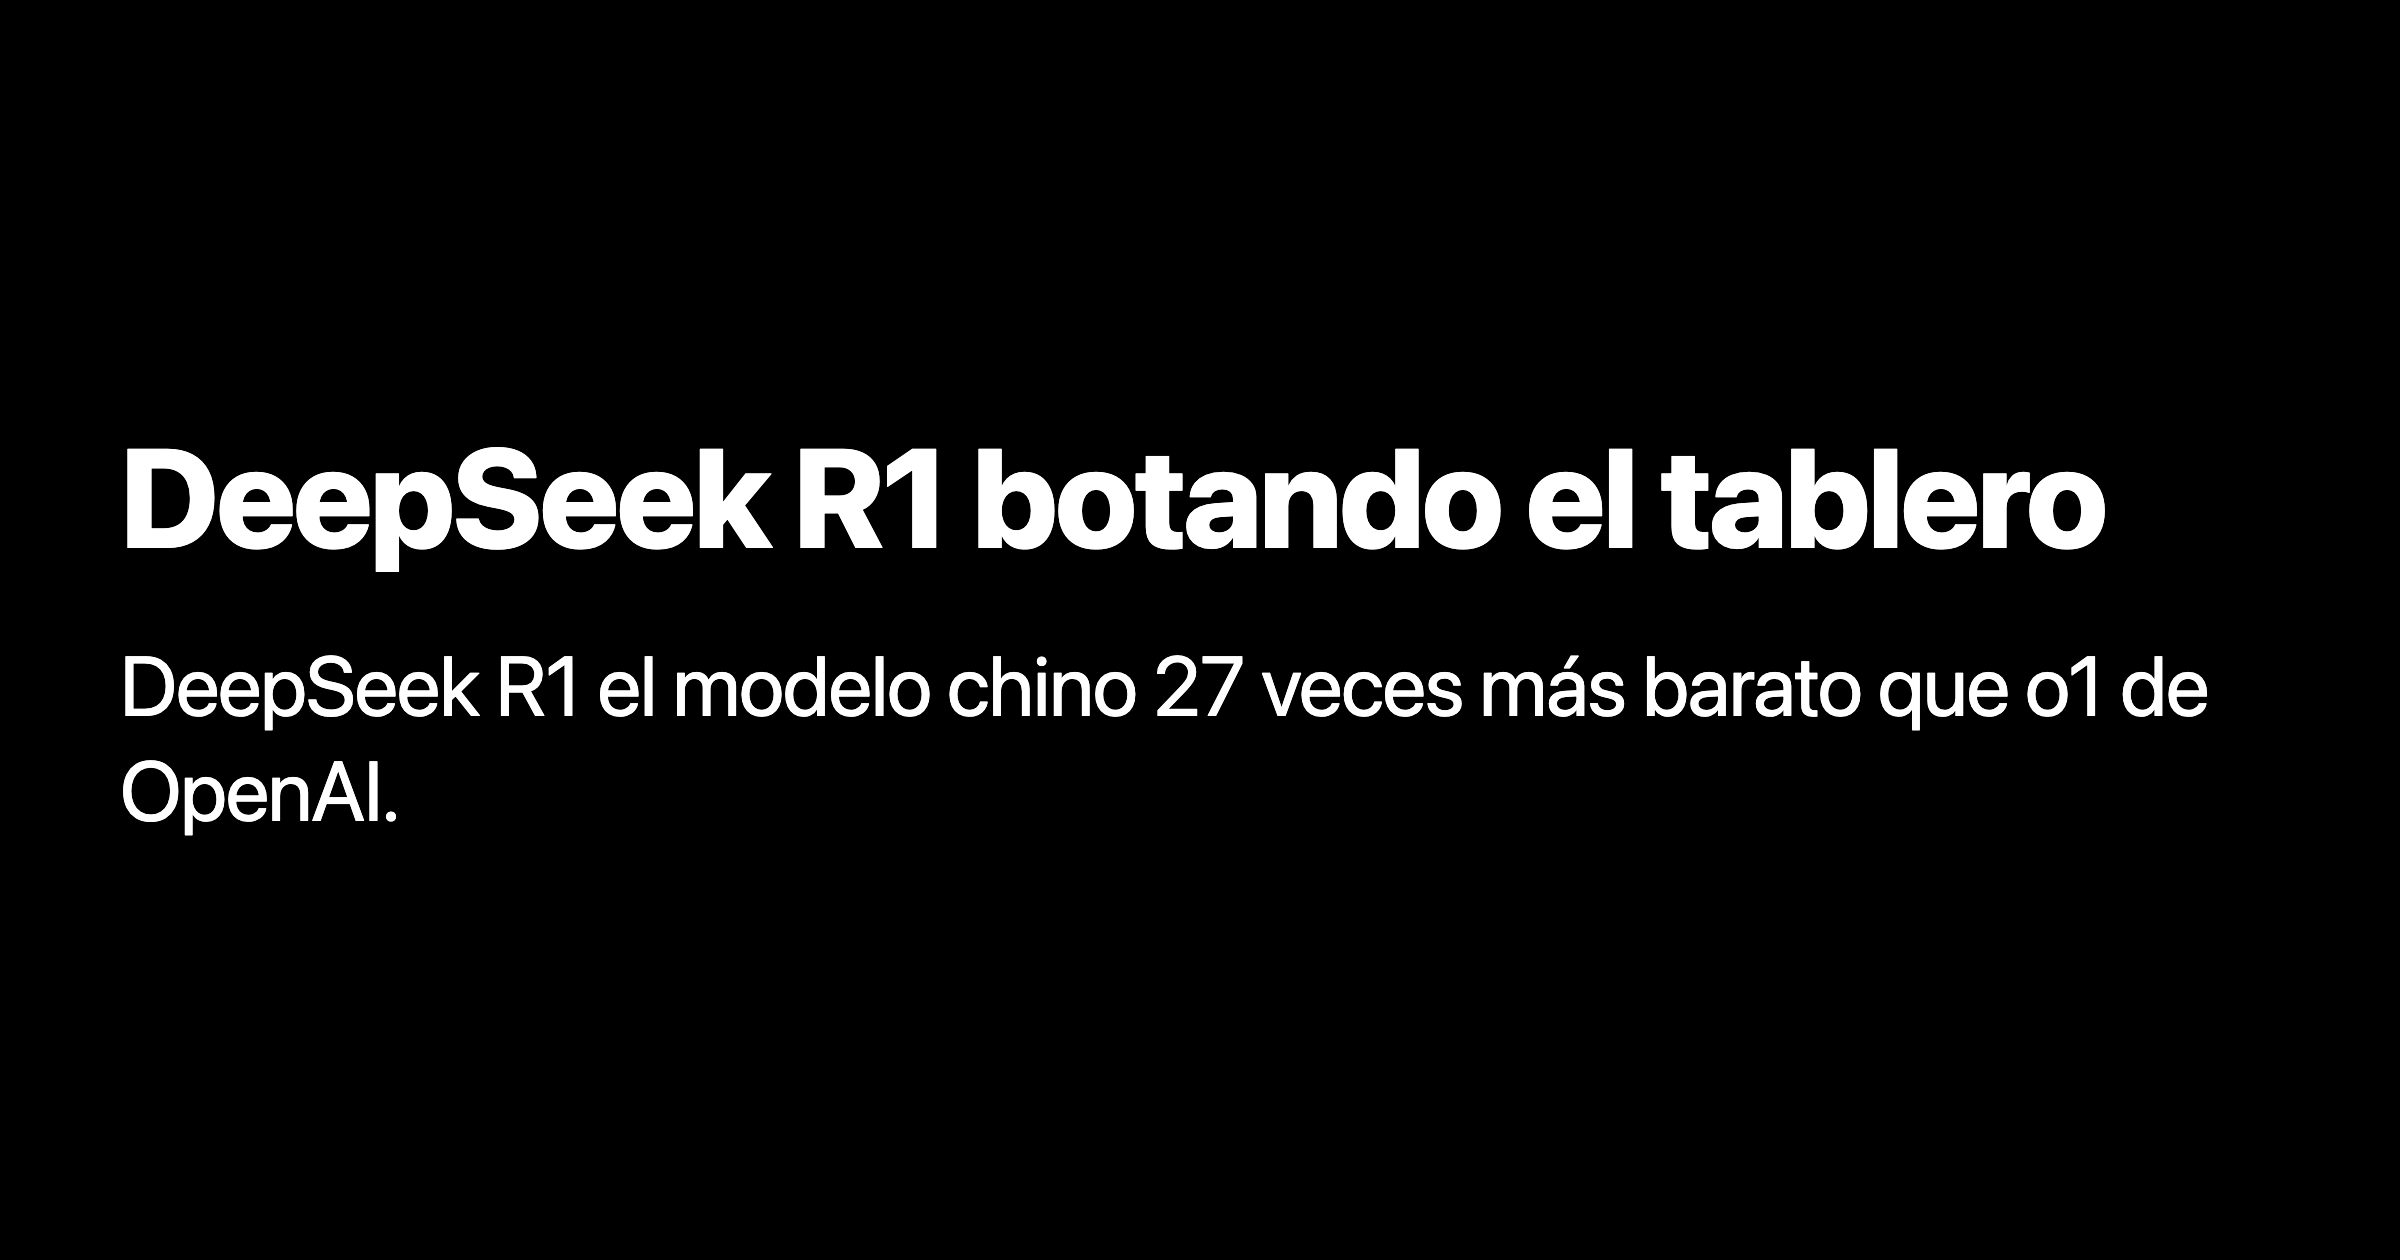 DeepSeek R1 botando el tablero
DeepSeek R1 el modelo chino 27 veces más barato que o1 de
OpenAI.